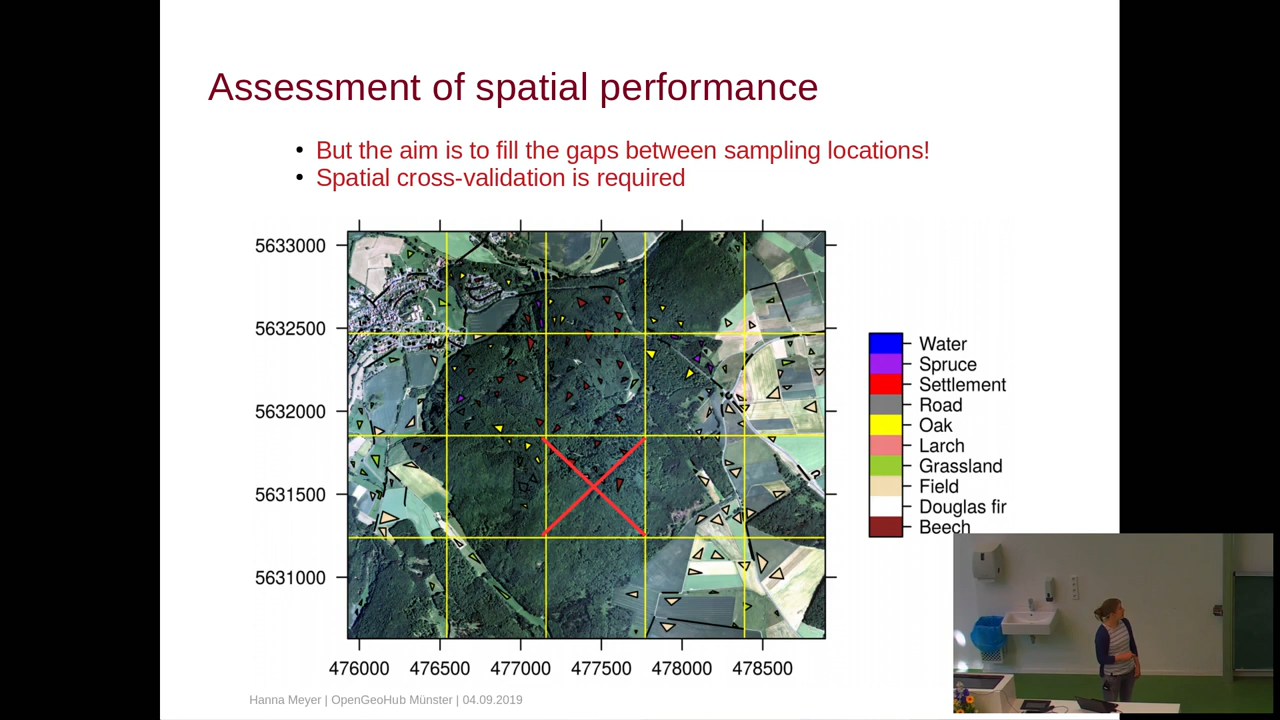 Assessment of spatial performance
• But the aim is to fill the gaps between sampling locations!
• Spatial cross-validation is required
5633000
5632500
5632000
5631500
5631000
476000 476500 477000 477500 478000 478500
Water
Spruce
Settlement
Road
Oak
Larch
Grassland
Field
Douglas fir
Beech
Hanna Meyer | OpenGeoHub Münster | 04.09.2019